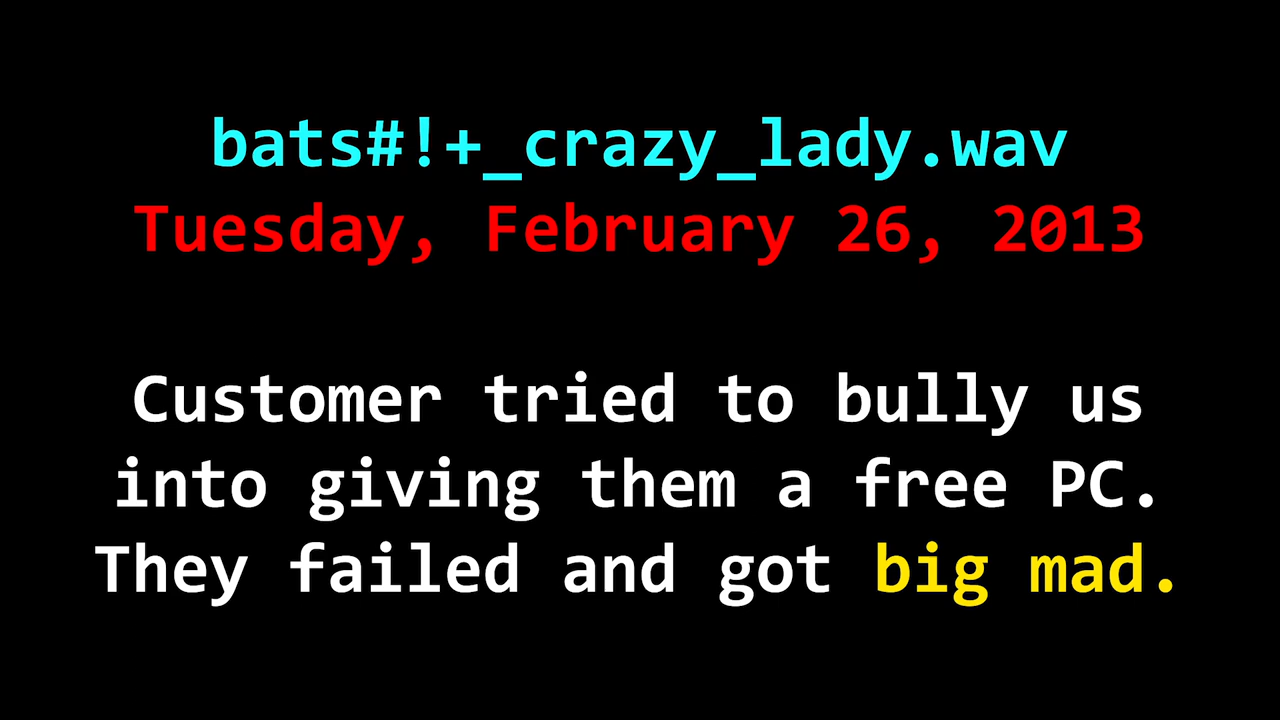 bats#!+_crazy_lady.wav
Tuesday, February 26, 2013
Customer tried to bully us
into giving them a free PC.
They failed and got big mad.